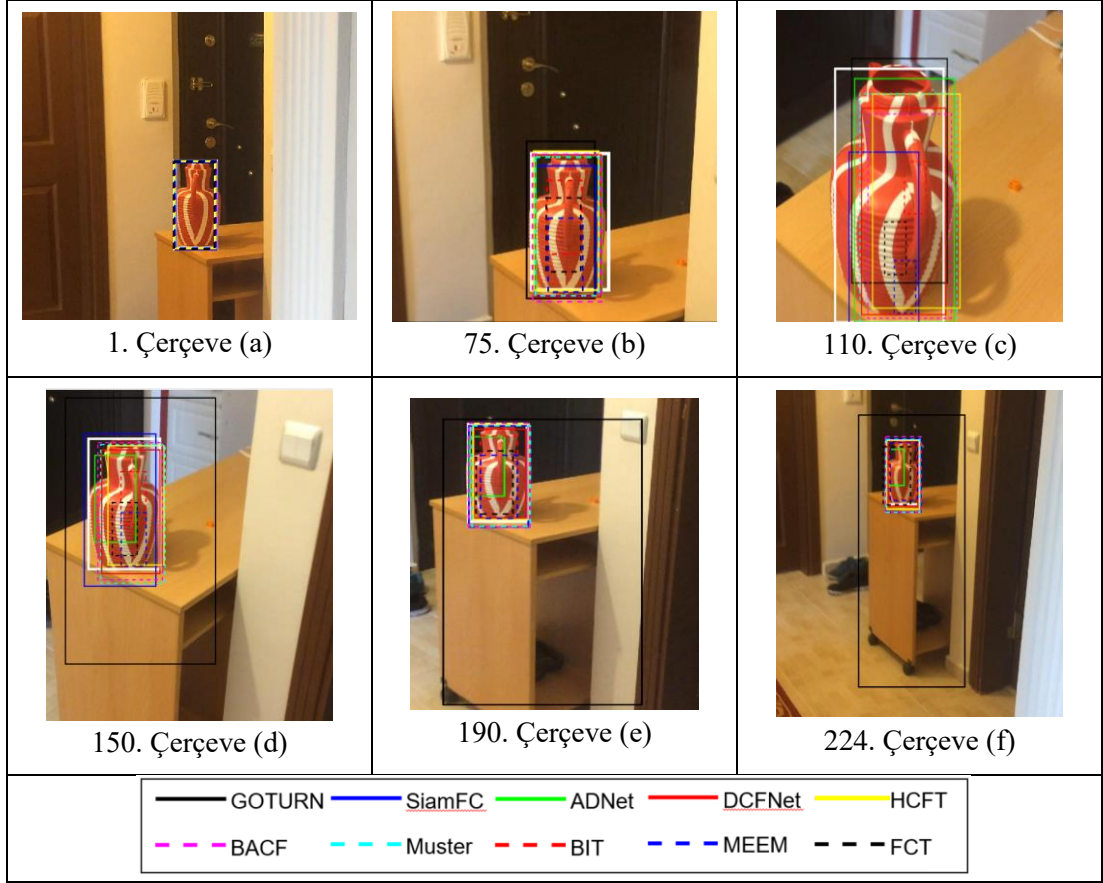 1. Çerçeve (a)
75. Çerçeve (b)
110. Çerçeve (c)
150. Çerçeve (d)
190. Çerçeve (e)
224. Çerçeve (f)
GOTURN SiamFC ADNet DCFNet HCFT
BACF Muster BIT MEEM FCT